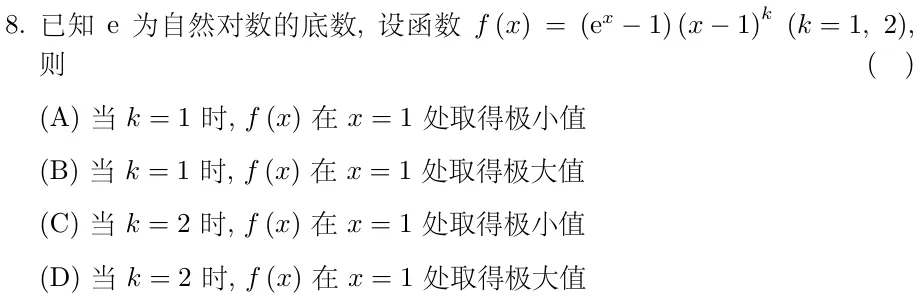 8. 已知 e 为自然对数的底数, 设函数 f(x) = (eˣ − 1)(x − 1)ᵏ (k = 1, 2),
则 ( )
(A) 当 k = 1 时, f(x) 在 x = 1 处取得极小值
(B) 当 k = 1 时, f(x) 在 x = 1 处取得极大值
(C) 当 k = 2 时, f(x) 在 x = 1 处取得极小值
(D) 当 k = 2 时, f(x) 在 x = 1 处取得极大值